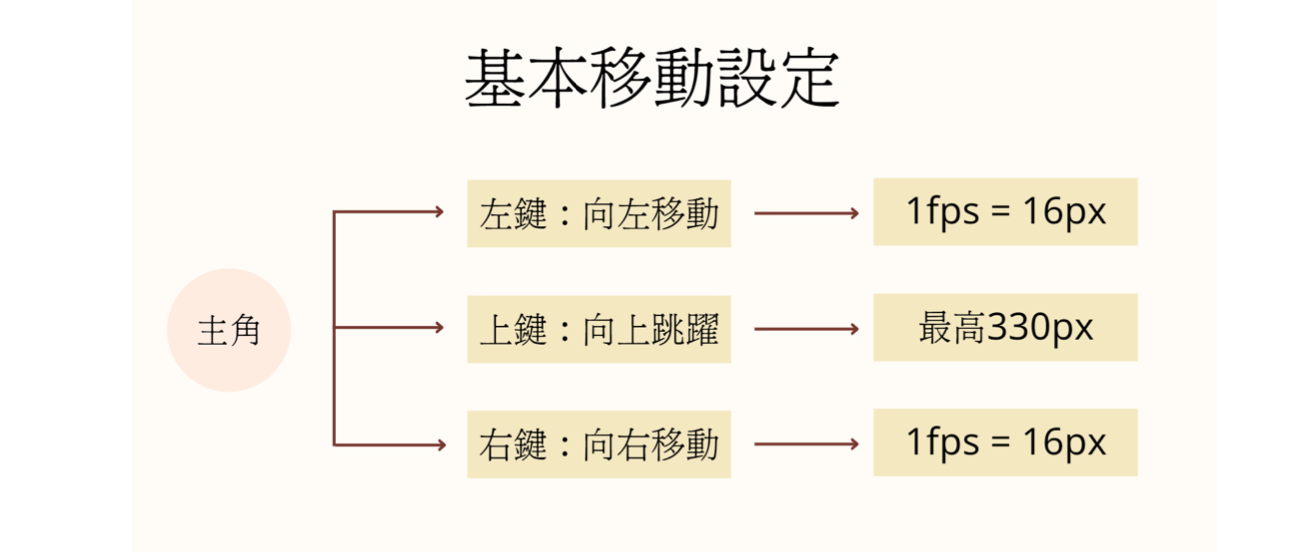 基本移動設定
主角
左鍵：向左移動
1fps = 16px
上鍵：向上跳躍
最高330px
右鍵：向右移動
1fps = 16px